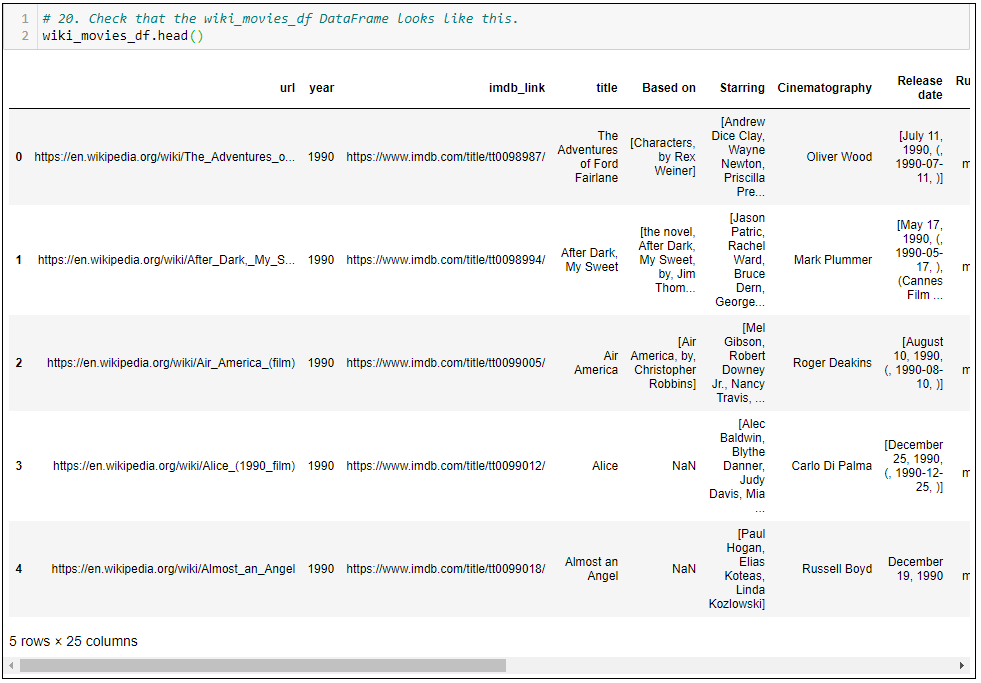 1 # 20. Check that the wiki_movies_df DataFrame looks like this.
2 wiki_movies_df.head()
url year imdb_link title Based on Starring Cinematography Release date Ru
0 https://en.wikipedia.org/wiki/The_Adventures_o... 1990 https://www.imdb.com/title/tt0098987/ The Adventures of Ford Fairlane [Characters, by Rex Weiner] [Andrew Dice Clay, Wayne Newton, Priscilla Pre... Oliver Wood [July 11, 1990, (, 1990-07-11, )] m
1 https://en.wikipedia.org/wiki/After_Dark,_My_S... 1990 https://www.imdb.com/title/tt0098994/ After Dark, My Sweet [the novel, After Dark, My Sweet, by, Jim Thom... [Jason Patric, Rachel Ward, Bruce Dern, George... Mark Plummer [May 17, 1990, (, 1990-05-17, ), (Cannes Film ... m
2 https://en.wikipedia.org/wiki/Air_America_(film) 1990 https://www.imdb.com/title/tt0099005/ Air America [Air America, by, Christopher Robbins] [Mel Gibson, Robert Downey Jr., Nancy Travis, ... Roger Deakins [August 10, 1990, (, 1990-08-10, )] m
3 https://en.wikipedia.org/wiki/Alice_(1990_film) 1990 https://www.imdb.com/title/tt0099012/ Alice NaN [Alec Baldwin, Blythe Danner, Judy Davis, Mia ... Carlo Di Palma [December 25, 1990, (, 1990-12-25, )] m
4 https://en.wikipedia.org/wiki/Almost_an_Angel 1990 https://www.imdb.com/title/tt0099018/ Almost an Angel NaN [Paul Hogan, Elias Koteas, Linda Kozlowski] Russell Boyd December 19, 1990 m
5 rows × 25 columns